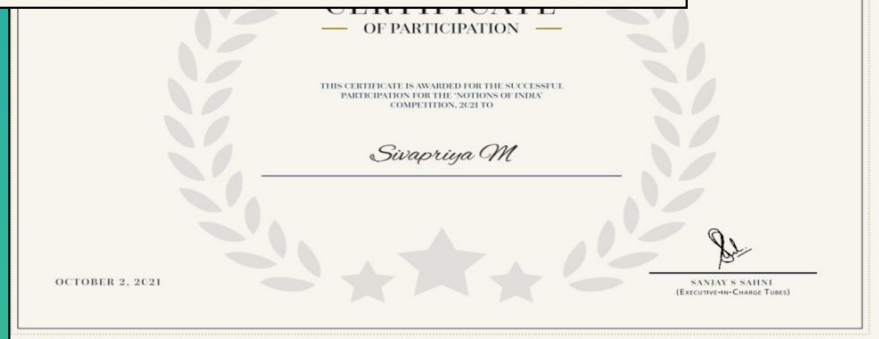 CERTIFICATE
OF PARTICIPATION
THIS CERTIFICATE IS AWARDED FOR THE SUCCESSFUL
PARTICIPATION FOR THE 'NOTIONS OF INDIA'
COMPETITION, 2021 TO
Sivapriya M
OCTOBER 2, 2021
SANJAY S SAHNI
(EXECUTIVE-IN-CHARGE TUBES)